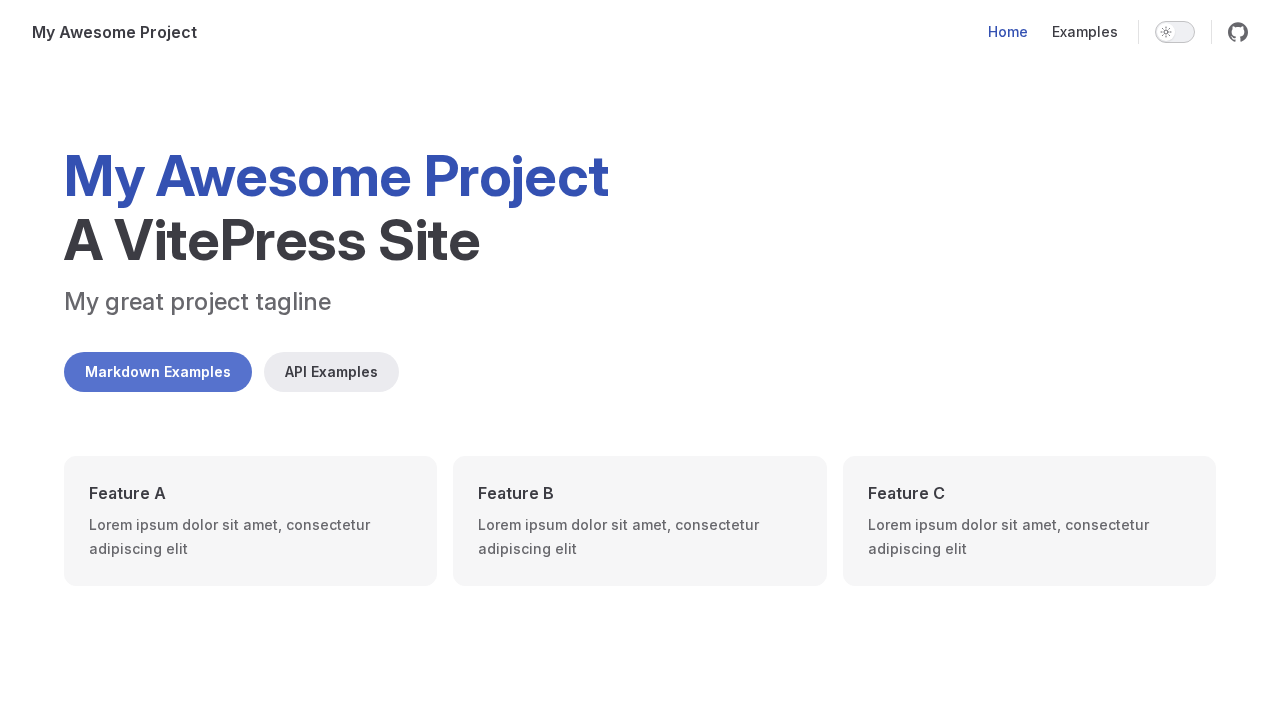 My Awesome Project
Home
Examples
My Awesome Project
A VitePress Site
My great project tagline
Markdown Examples
API Examples
Feature A
Lorem ipsum dolor sit amet, consectetur
adipiscing elit
Feature B
Lorem ipsum dolor sit amet, consectetur
adipiscing elit
Feature C
Lorem ipsum dolor sit amet, consectetur
adipiscing elit